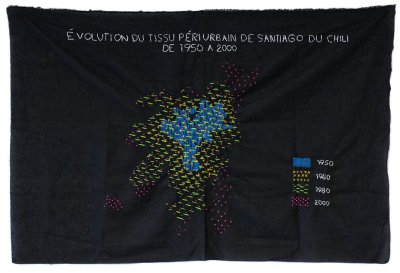 ÉVOLUTION DU TISSU PÉRIURBAIN DE SANTIAGO DU CHILI
DE 1950 A 2000
1950
1960
1980
2000